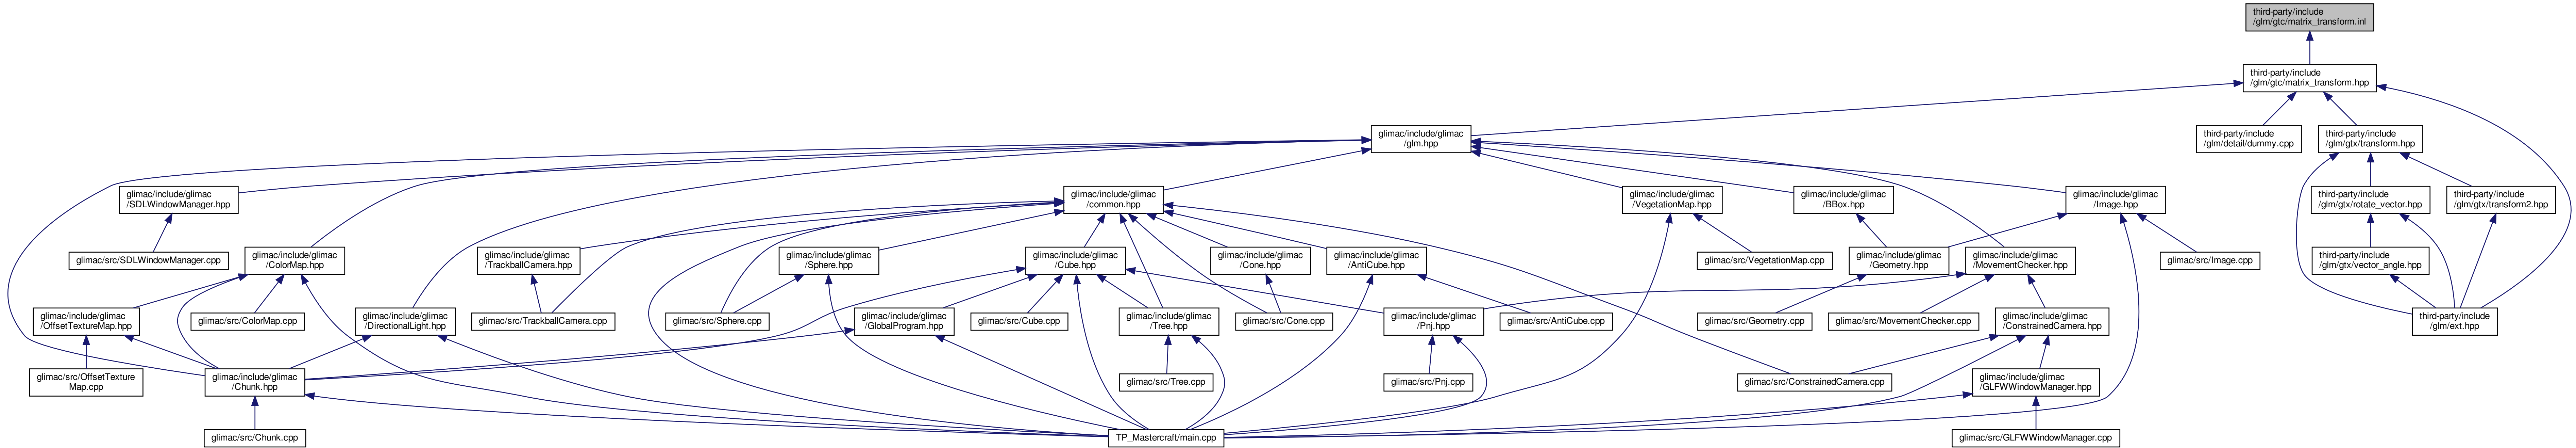 third-party/include
/glm/gtc/matrix_transform.inl
third-party/include
/glm/gtc/matrix_transform.hpp
glimac/include/glimac
/glm.hpp
third-party/include
/glm/detail/dummy.cpp
third-party/include
/glm/gtx/transform.hpp
glimac/include/glimac
/SDLWindowManager.hpp
glimac/include/glimac
/common.hpp
glimac/include/glimac
/VegetationMap.hpp
glimac/include/glimac
/BBox.hpp
glimac/include/glimac
/Image.hpp
third-party/include
/glm/gtx/rotate_vector.hpp
third-party/include
/glm/gtx/transform2.hpp
glimac/src/SDLWindowManager.cpp
glimac/include/glimac
/ColorMap.hpp
glimac/include/glimac
/TrackballCamera.hpp
glimac/include/glimac
/Sphere.hpp
glimac/include/glimac
/Cube.hpp
glimac/include/glimac
/Cone.hpp
glimac/include/glimac
/AntiCube.hpp
glimac/src/VegetationMap.cpp
glimac/include/glimac
/Geometry.hpp
glimac/include/glimac
/MovementChecker.hpp
glimac/src/Image.cpp
third-party/include
/glm/gtx/vector_angle.hpp
glimac/include/glimac
/OffsetTextureMap.hpp
glimac/src/ColorMap.cpp
glimac/include/glimac
/DirectionalLight.hpp
glimac/src/TrackballCamera.cpp
glimac/src/Sphere.cpp
glimac/include/glimac
/GlobalProgram.hpp
glimac/src/Cube.cpp
glimac/include/glimac
/Tree.hpp
glimac/src/Cone.cpp
glimac/include/glimac
/Pnj.hpp
glimac/src/AntiCube.cpp
glimac/src/Geometry.cpp
glimac/src/MovementChecker.cpp
glimac/include/glimac
/ConstrainedCamera.hpp
third-party/include
/glm/ext.hpp
glimac/src/OffsetTexture
Map.cpp
glimac/include/glimac
/Chunk.hpp
glimac/src/Tree.cpp
glimac/src/Pnj.cpp
glimac/src/ConstrainedCamera.cpp
glimac/include/glimac
/GLFWWindowManager.hpp
glimac/src/Chunk.cpp
TP_Mastercraft/main.cpp
glimac/src/GLFWWindowManager.cpp